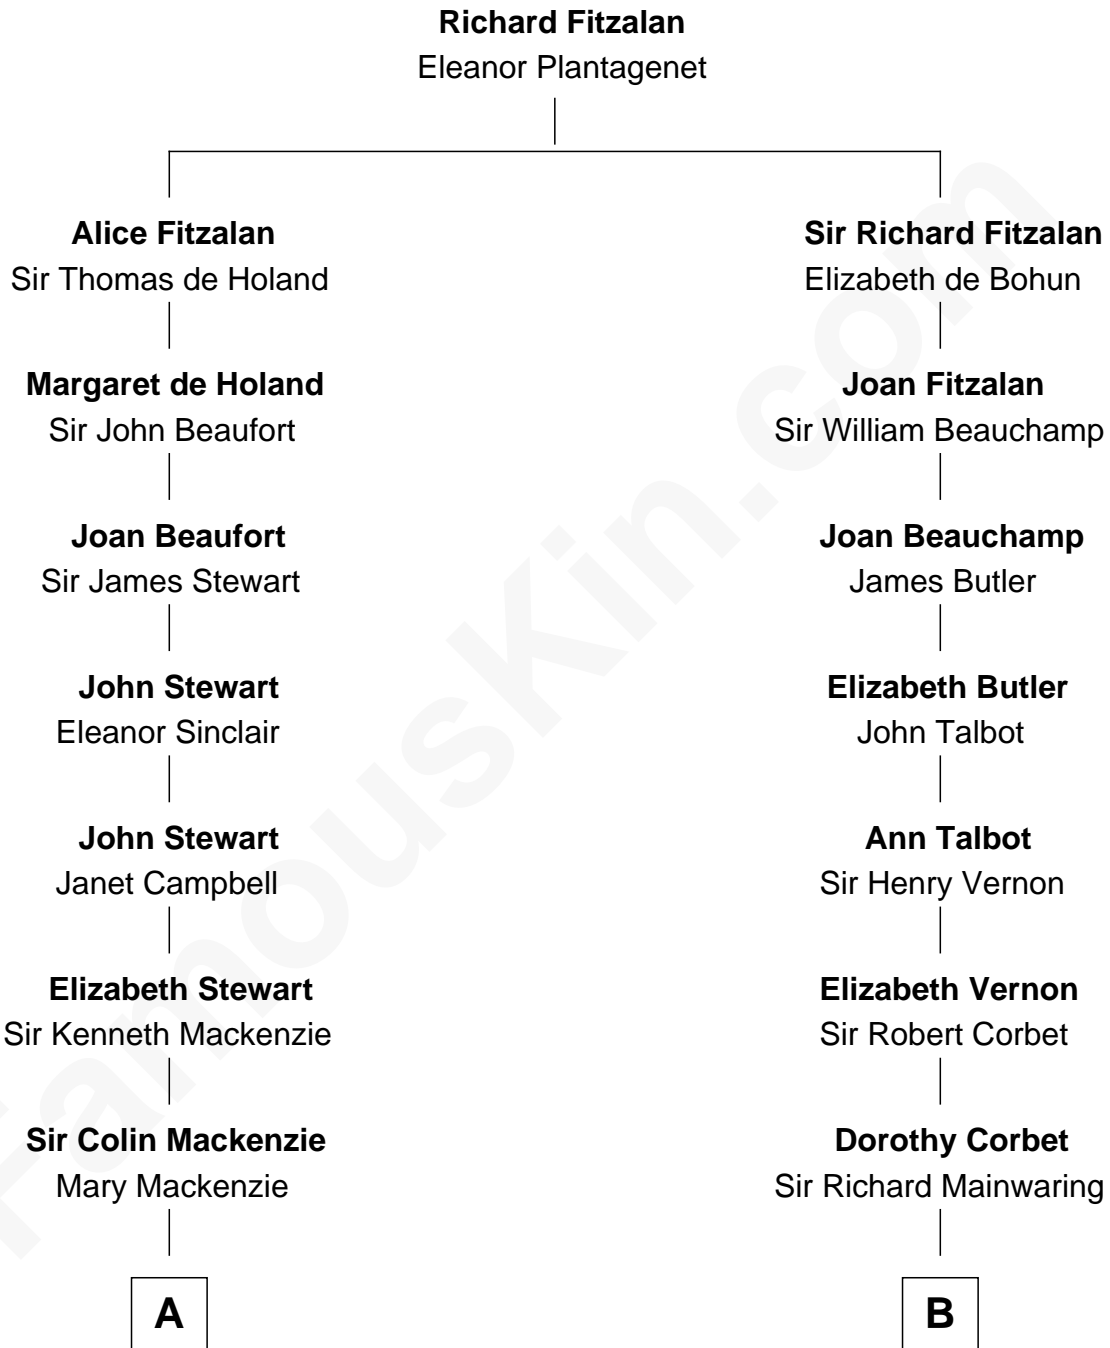 Richard Fitzalan
Eleanor Plantagenet
Alice Fitzalan
Sir Thomas de Holand
Sir Richard Fitzalan
Elizabeth de Bohun
Margaret de Holand
Sir John Beaufort
Joan Fitzalan
Sir William Beauchamp
Joan Beaufort
Sir James Stewart
Joan Beauchamp
James Butler
John Stewart
Eleanor Sinclair
Elizabeth Butler
John Talbot
John Stewart
Janet Campbell
Ann Talbot
Sir Henry Vernon
Elizabeth Stewart
Sir Kenneth Mackenzie
Elizabeth Vernon
Sir Robert Corbet
Sir Colin Mackenzie
Mary Mackenzie
Dorothy Corbet
Sir Richard Mainwaring
A
B
FamousKin.com